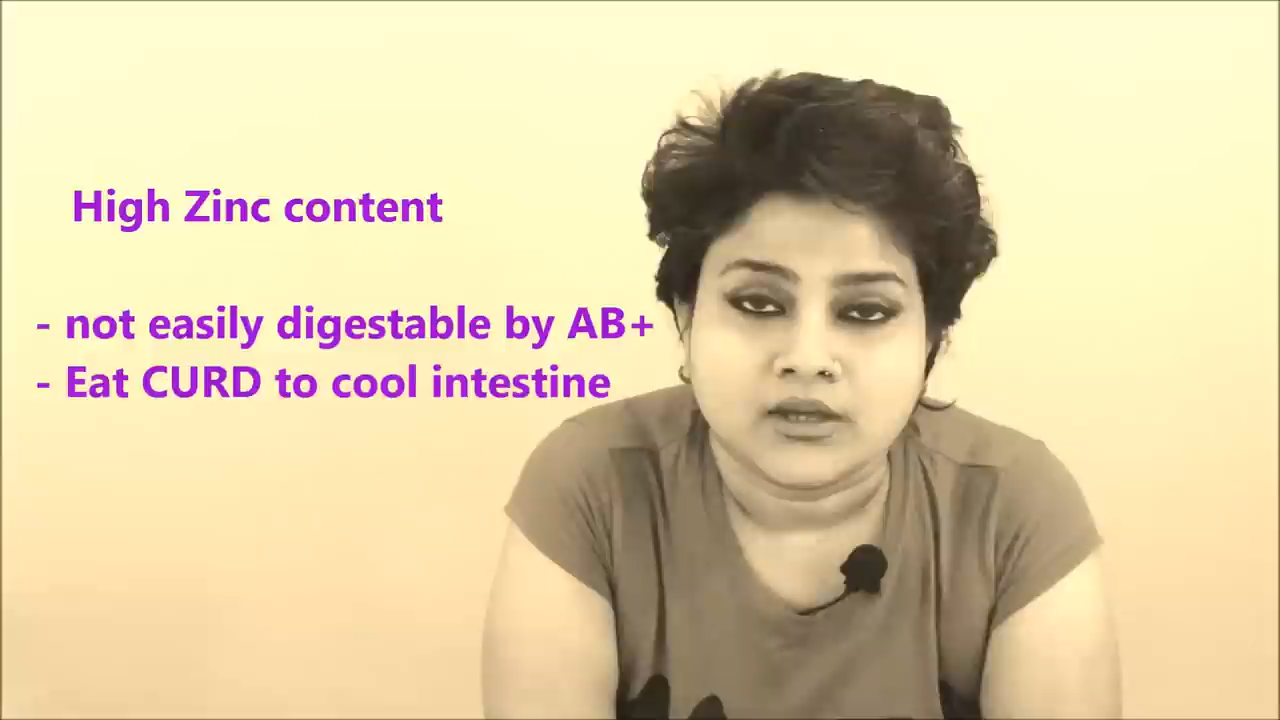 High Zinc content
- not easily digestable by AB+
- Eat CURD to cool intestine